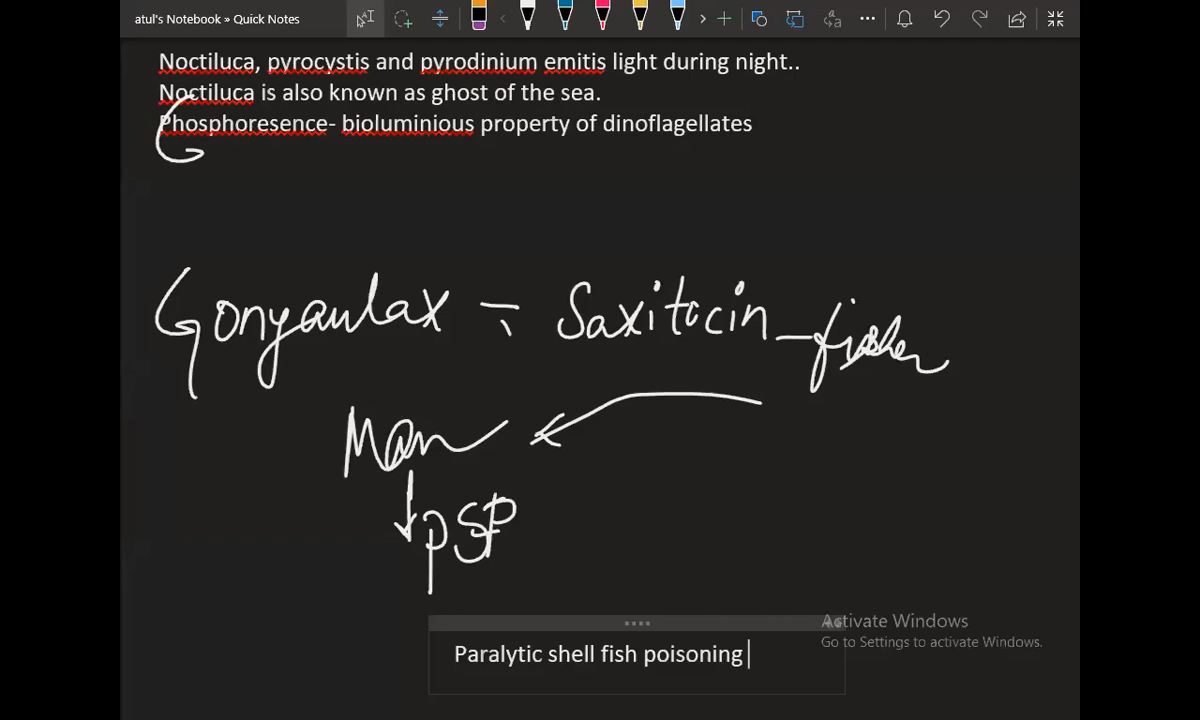 atul's Notebook » Quick Notes
Noctiluca, pyrocystis and pyrodinium emitis light during night..
Noctiluca is also known as ghost of the sea.
Phosphoresence- bioluminious property of dinoflagellates
Gonyaulax - Saxitocin - fishes
Man
PSP
Activate Windows
Go to Settings to activate Windows.
Paralytic shell fish poisoning